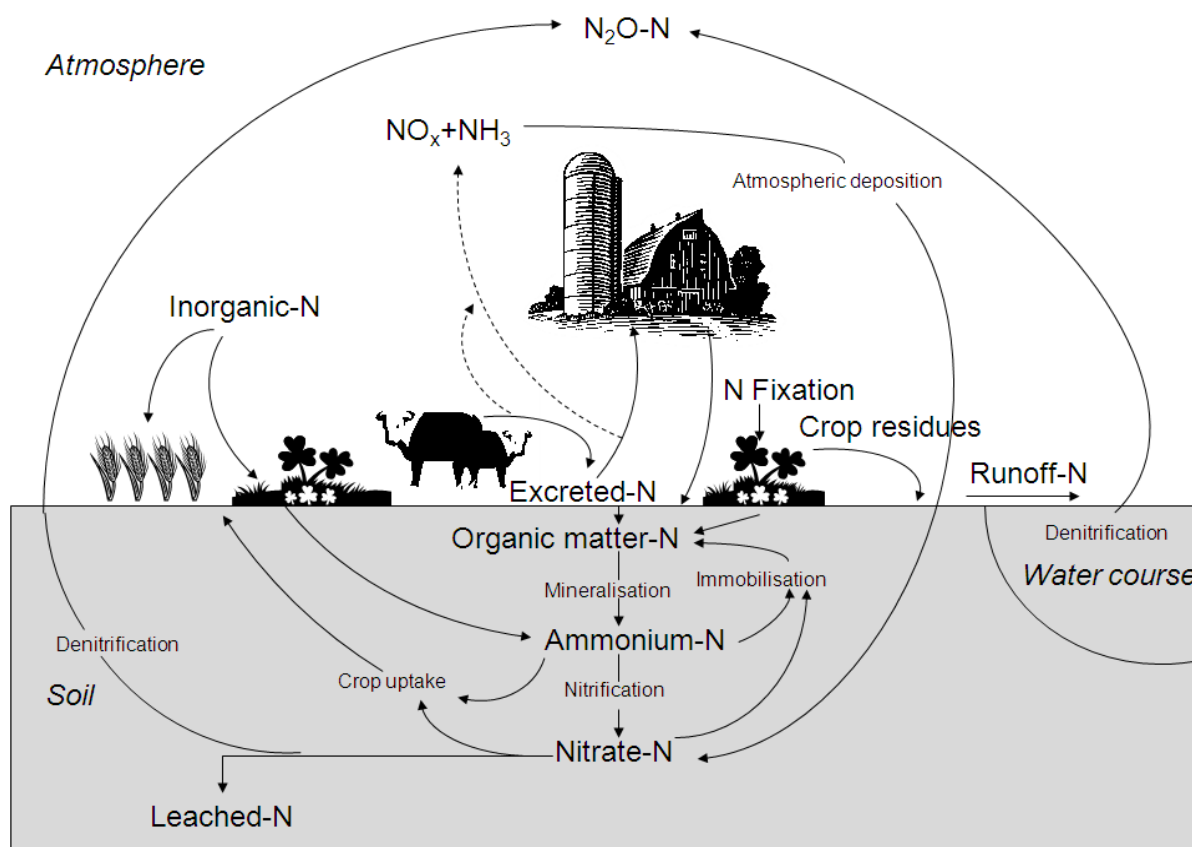 N₂O-N
Atmosphere
NOₓ+NH₃
Atmospheric deposition
Inorganic-N
N Fixation
Crop residues
Runoff-N
Excreted-N
Organic matter-N
Denitrification
Water course
Mineralisation
Immobilisation
Ammonium-N
Denitrification
Soil
Crop uptake
Nitrification
Nitrate-N
Leached-N